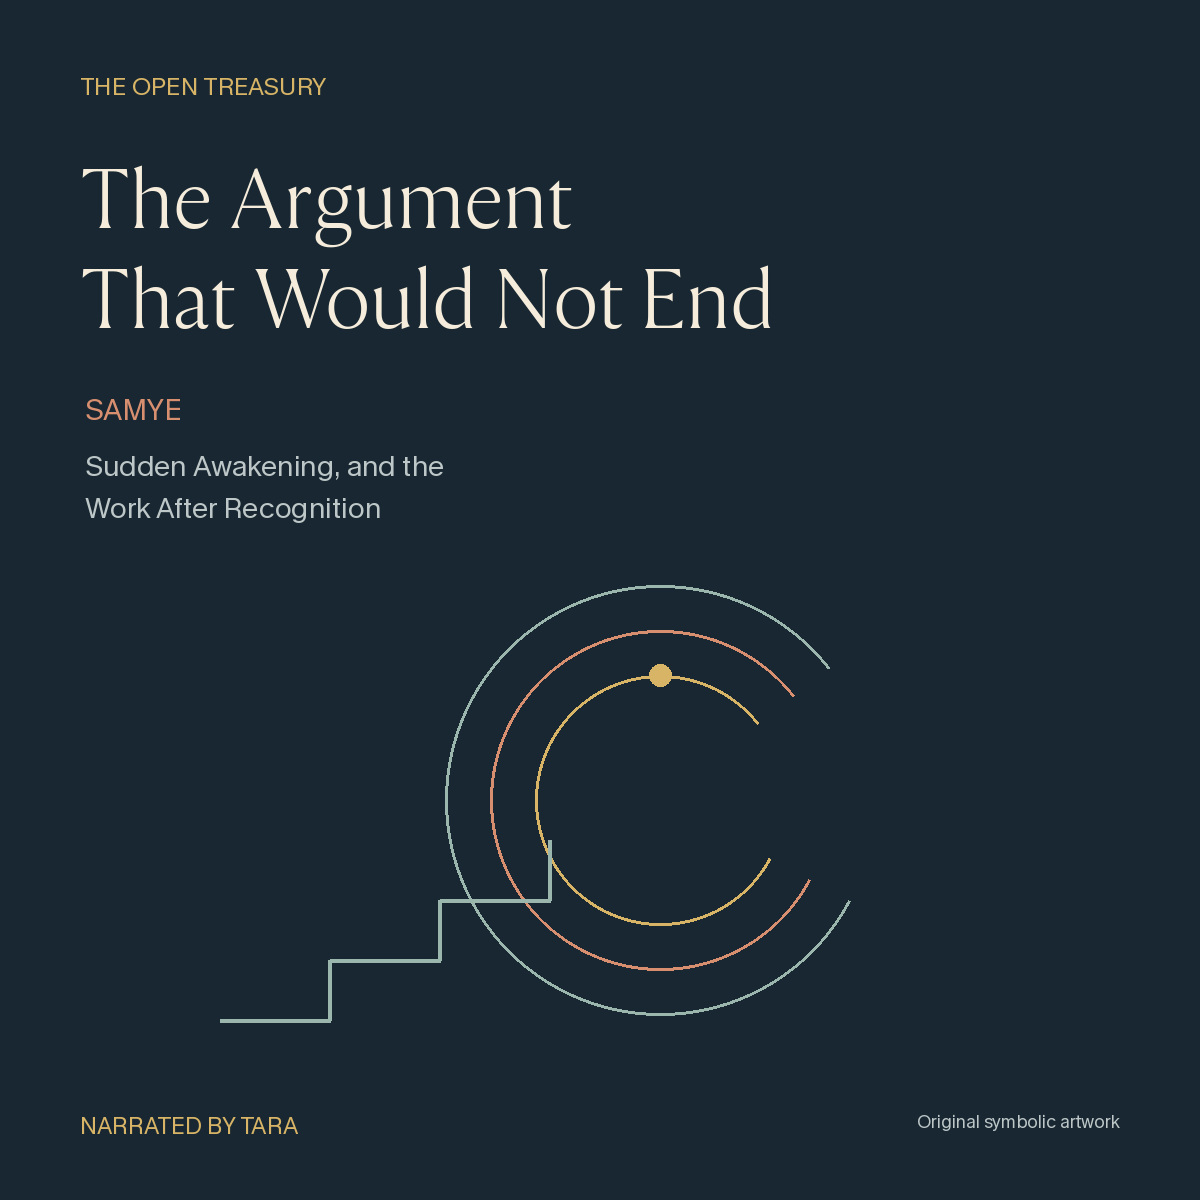 THE OPEN TREASURY
The Argument
That Would Not End
SAMYE
Sudden Awakening, and the
Work After Recognition
NARRATED BY TARA
Original symbolic artwork